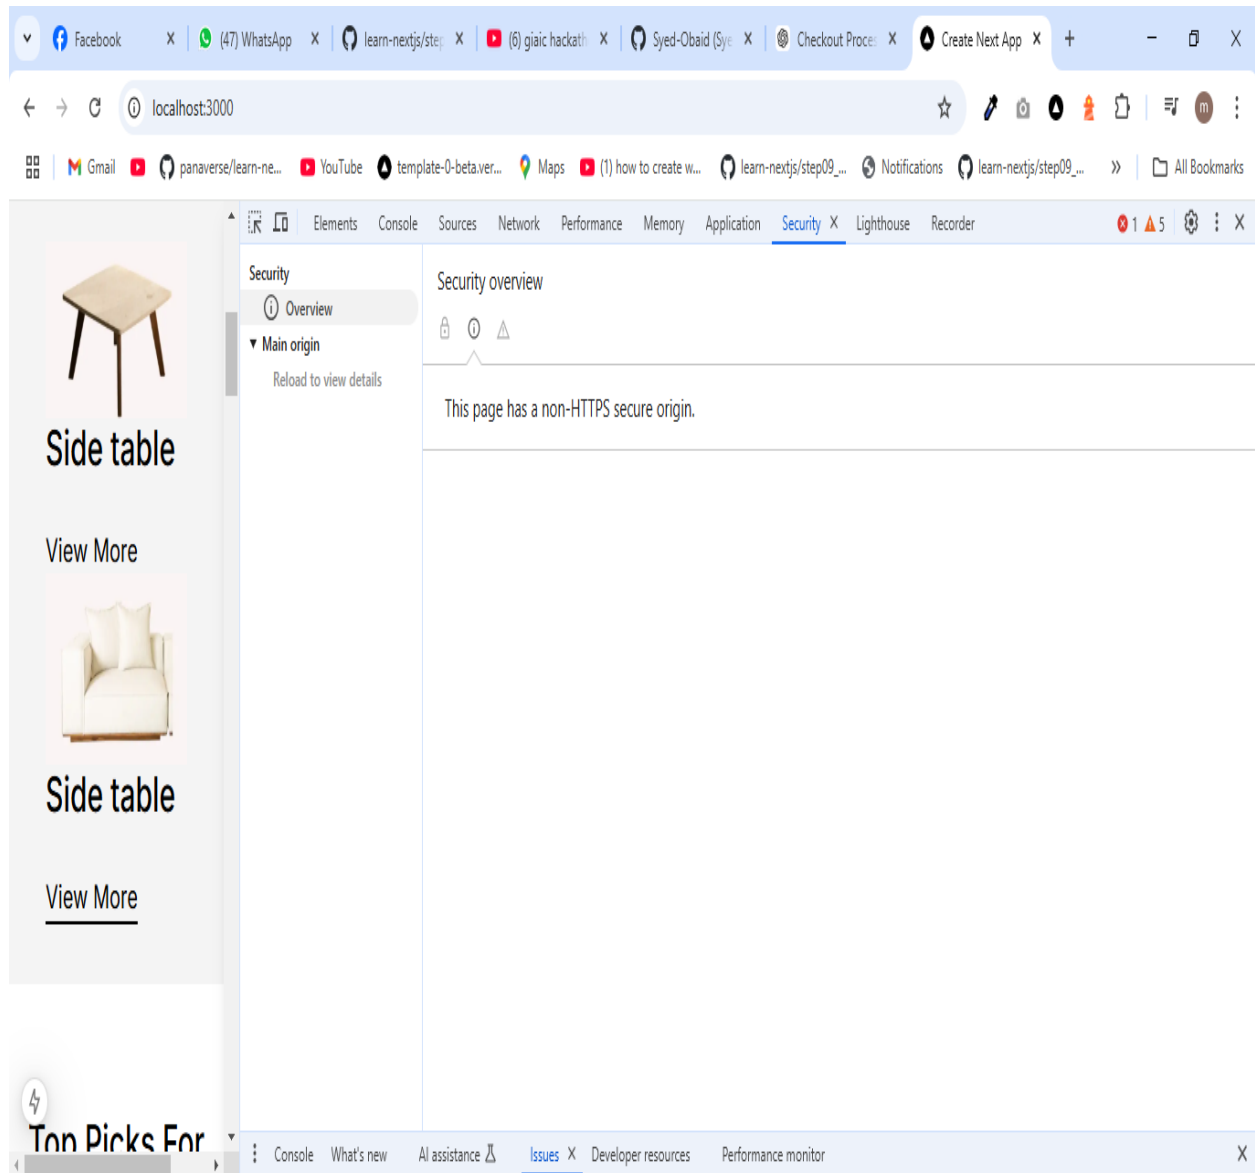 Facebook
(47) WhatsApp
learn-nextjs/step
(6) giaic hackath
Syed-Obaid (Sye
Checkout Proces
Create Next App
localhost:3000
m
Gmail
panaverse/learn-ne...
YouTube
template-0-beta.ver...
Maps
(1) how to create w...
learn-nextjs/step09_...
Notifications
learn-nextjs/step09_...
All Bookmarks
Elements Console Sources Network Performance Memory Application Security Lighthouse Recorder
1 5
Security
Overview
Main origin
Reload to view details
Security overview
This page has a non-HTTPS secure origin.
Side table
View More
Side table
View More
Top Picks For
Console What's new AI assistance Issues Developer resources Performance monitor